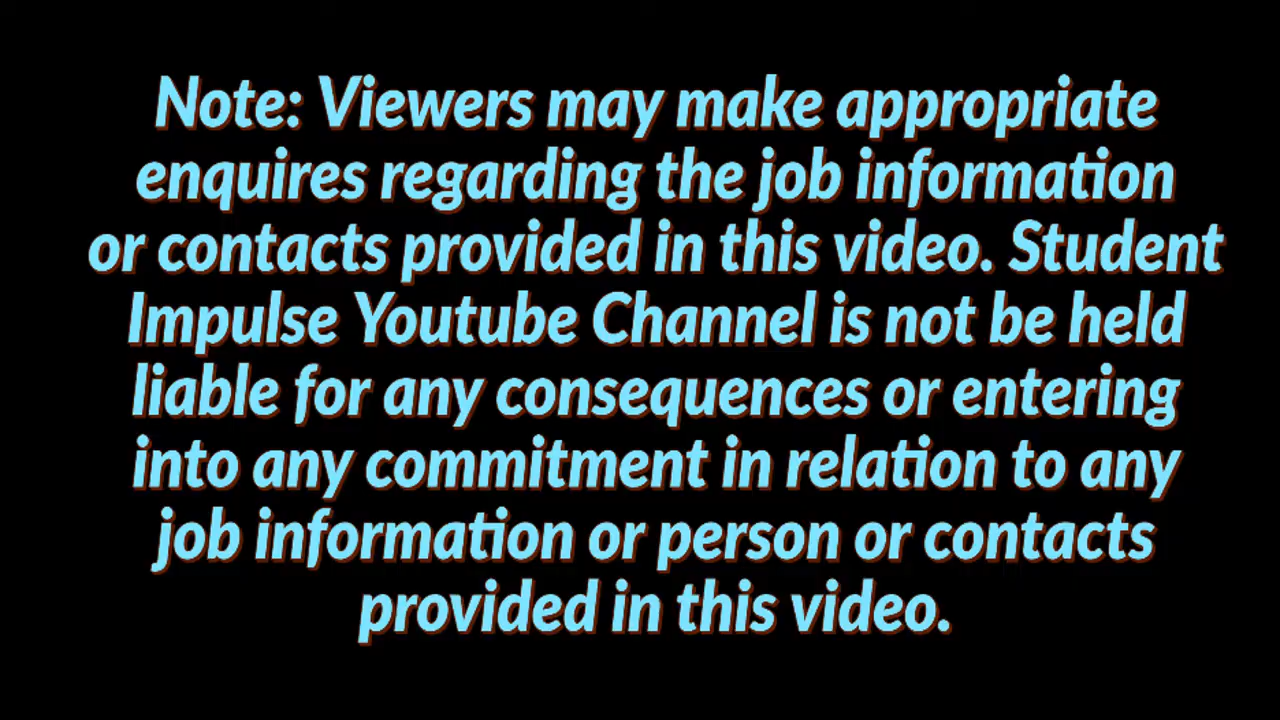 Note: Viewers may make appropriate
enquires regarding the job information
or contacts provided in this video. Student
Impulse Youtube Channel is not be held
liable for any consequences or entering
into any commitment in relation to any
job information or person or contacts
provided in this video.